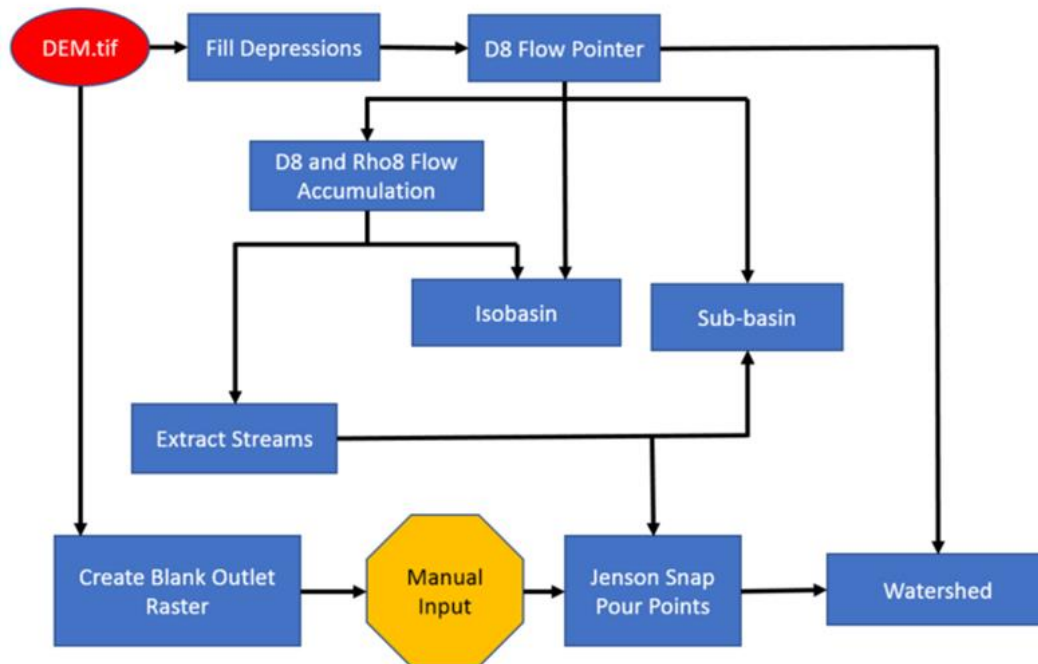 DEM.tif
Fill Depressions
D8 Flow Pointer
D8 and Rho8 Flow
Accumulation
Isobasin
Sub-basin
Extract Streams
Create Blank Outlet
Raster
Manual
Input
Jenson Snap
Pour Points
Watershed